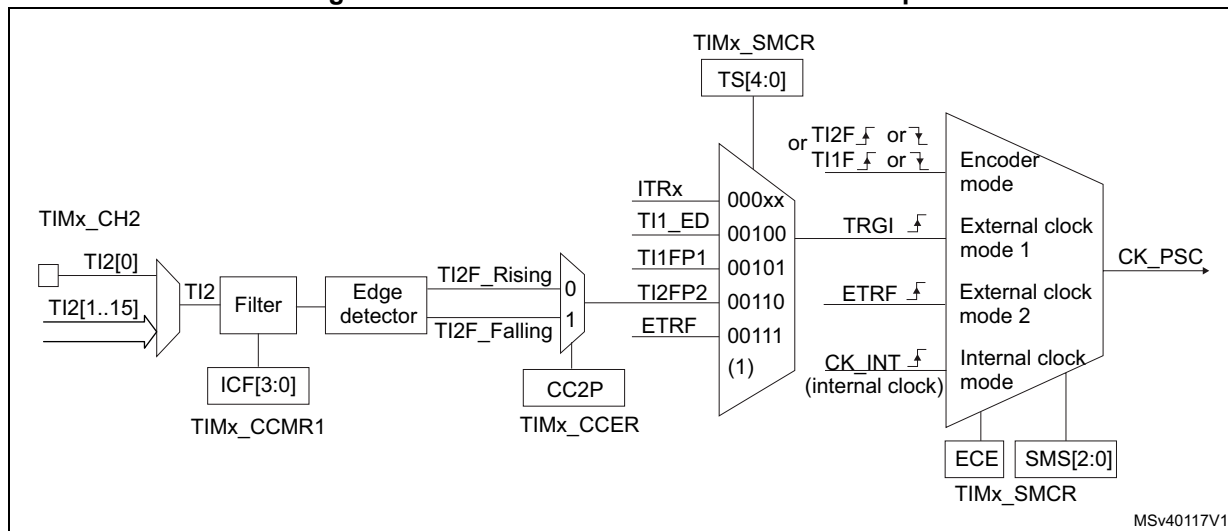 TIMx_SMCR
TS[4:0]
or TI2F or
TI1F or
Encoder
mode
ITRx
000xx
TIMx_CH2
TI1_ED
00100
TRGI
External clock
mode 1
CK_PSC
TI2[0]
TI2F_Rising
0
TI1FP1
00101
TI2
Filter
Edge
detector
TI2FP2
00110
ETRF
External clock
mode 2
TI2[1..15]
TI2F_Falling
1
ETRF
00111
(1)
CK_INT
(internal clock)
Internal clock
mode
ICF[3:0]
CC2P
TIMx_CCMR1
TIMx_CCER
ECE
SMS[2:0]
TIMx_SMCR
MSv40117V1